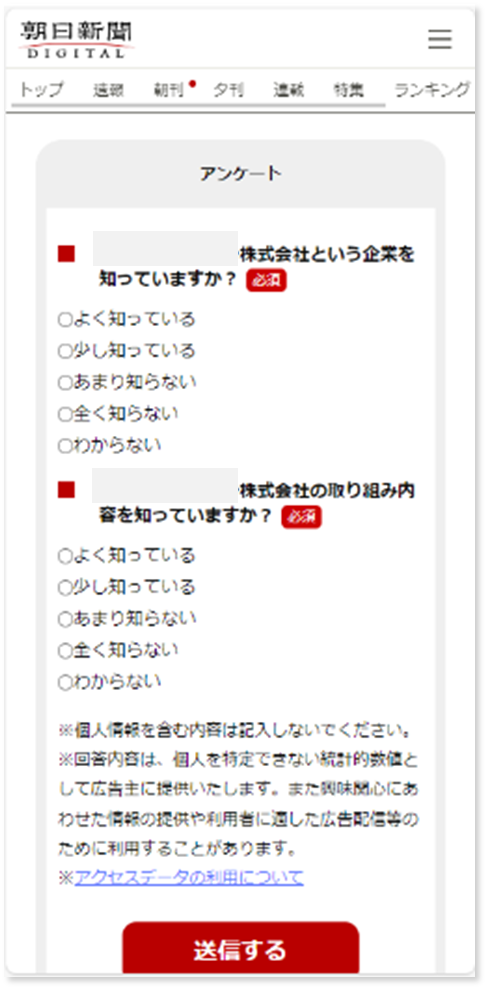 朝日新聞
DIGITAL
トップ 速報 朝刊 夕刊 連載 特集 ランキング
アンケート
株式会社という企業を
知っていますか？ 必須
○よく知っている
○少し知っている
○あまり知らない
○全く知らない
○わからない
株式会社の取り組み内
容を知っていますか？ 必須
○よく知っている
○少し知っている
○あまり知らない
○全く知らない
○わからない
※個人情報を含む内容は記入しないでください。
※回答内容は、個人を特定できない統計的数値と
して広告主に提供いたします。また興味関心にあ
わせた情報の提供や利用者に適した広告配信等の
ために利用することがあります。
※アクセスデータの利用について
送信する